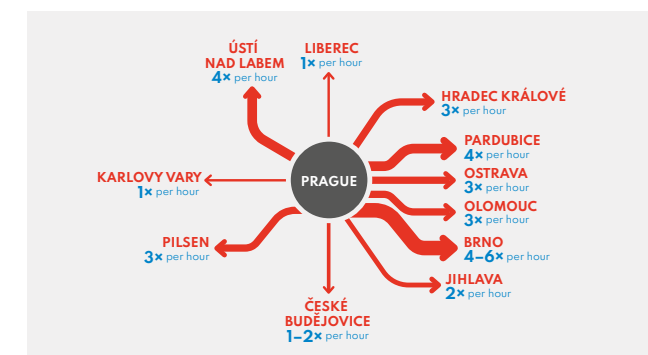 ÚSTÍ
NAD LABEM
4× per hour
LIBEREC
1× per hour
HRADEC KRÁLOVÉ
3× per hour
PARDUBICE
4× per hour
KARLOVY VARY
1× per hour
PRAGUE
OSTRAVA
3× per hour
OLOMOUC
3× per hour
PILSEN
3× per hour
BRNO
4–6× per hour
JIHLAVA
2× per hour
ČESKÉ
BUDĚJOVICE
1–2× per hour